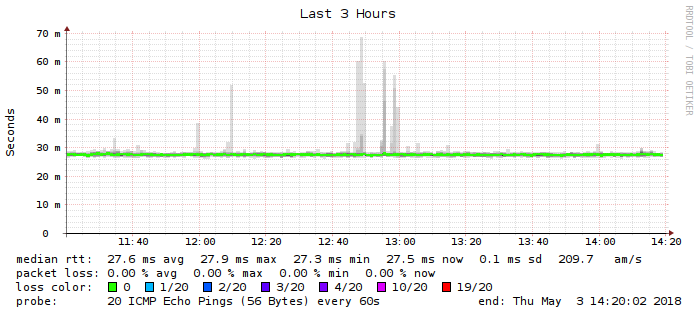 Last 3 Hours
RRDTOOL / TOBI OETIKER
Seconds
70 m
60 m
50 m
40 m
30 m
20 m
10 m
0
11:40 12:00 12:20 12:40 13:00 13:20 13:40 14:00 14:20
median rtt: 27.6 ms avg 27.9 ms max 27.3 ms min 27.5 ms now 0.1 ms sd 209.7 am/s
packet loss: 0.00 % avg 0.00 % max 0.00 % min 0.00 % now
loss color: 0 1/20 2/20 3/20 4/20 10/20 19/20
probe: 20 ICMP Echo Pings (56 Bytes) every 60s end: Thu May 3 14:20:02 2018